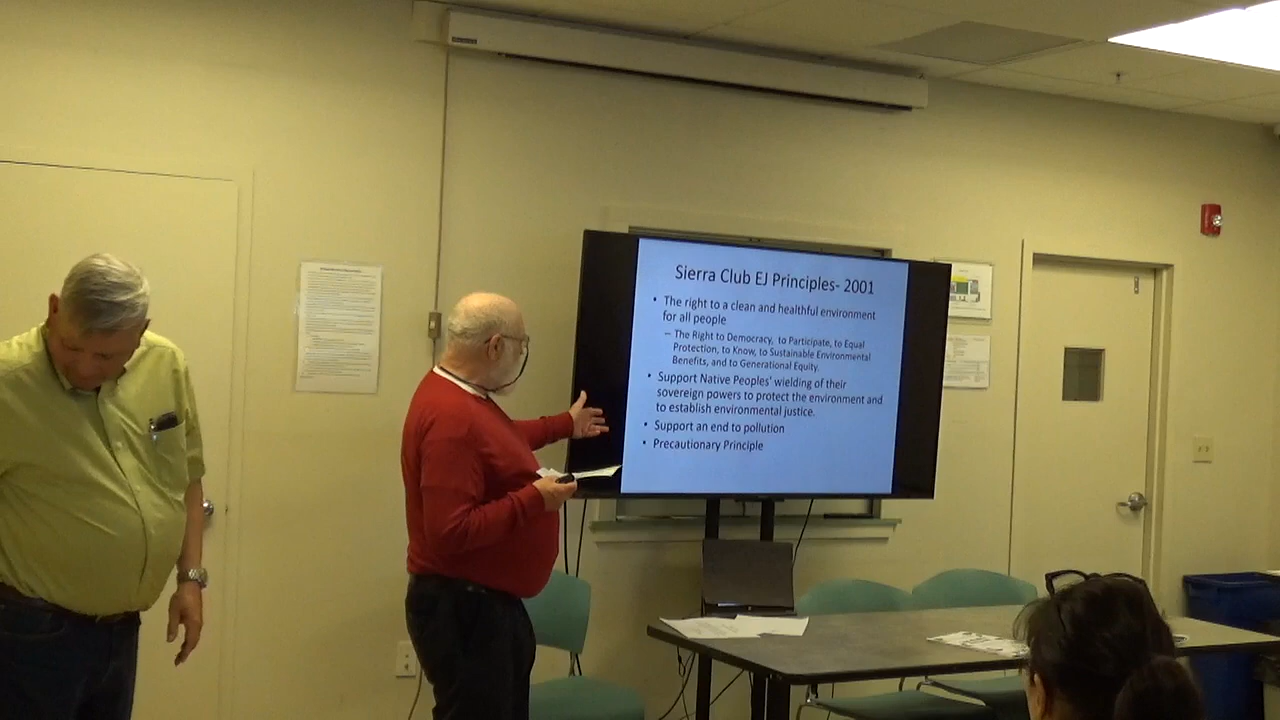 Sierra Club EJ Principles- 2001
• The right to a clean and healthful environment
for all people
– The Right to Democracy, to Participate, to Equal
Protection, to Know, to Sustainable Environmental
Benefits, and to Generational Equity.
• Support Native Peoples' wielding of their
sovereign powers to protect the environment and
to establish environmental justice.
• Support an end to pollution
• Precautionary Principle